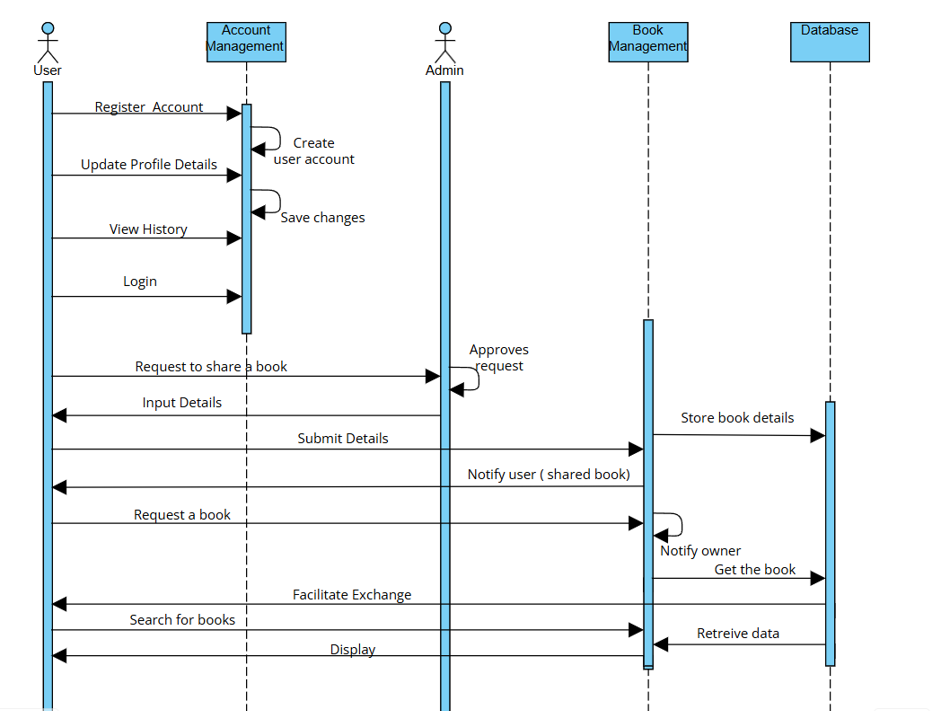 User
Account
Management
Admin
Book
Management
Database
Register Account
Create
user account
Update Profile Details
Save changes
View History
Login
Approves
request
Request to share a book
Input Details
Store book details
Submit Details
Notify user ( shared book)
Request a book
Notify owner
Get the book
Facilitate Exchange
Search for books
Retreive data
Display